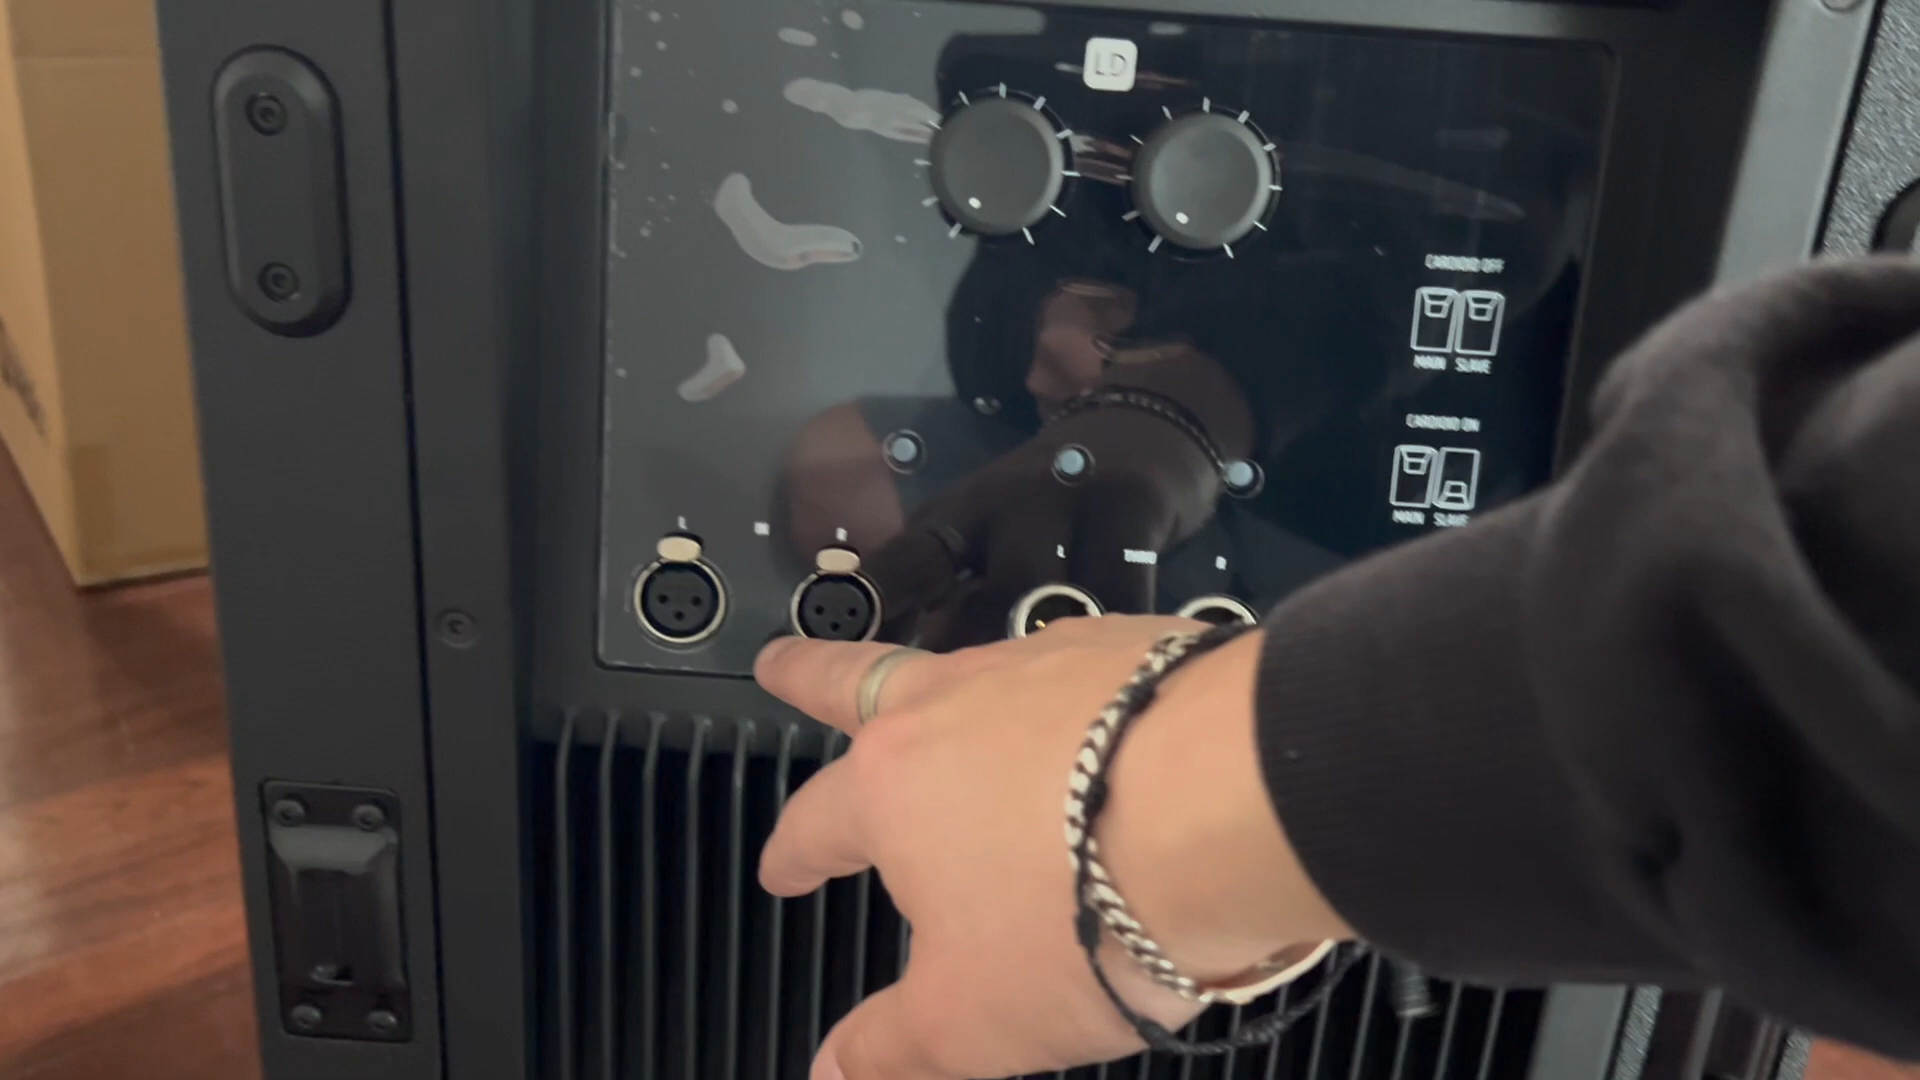 LD
CARDIOID OFF
MAIN SLAVE
CARDIOID ON
MAIN SLAVE
L IN R
L THRU R